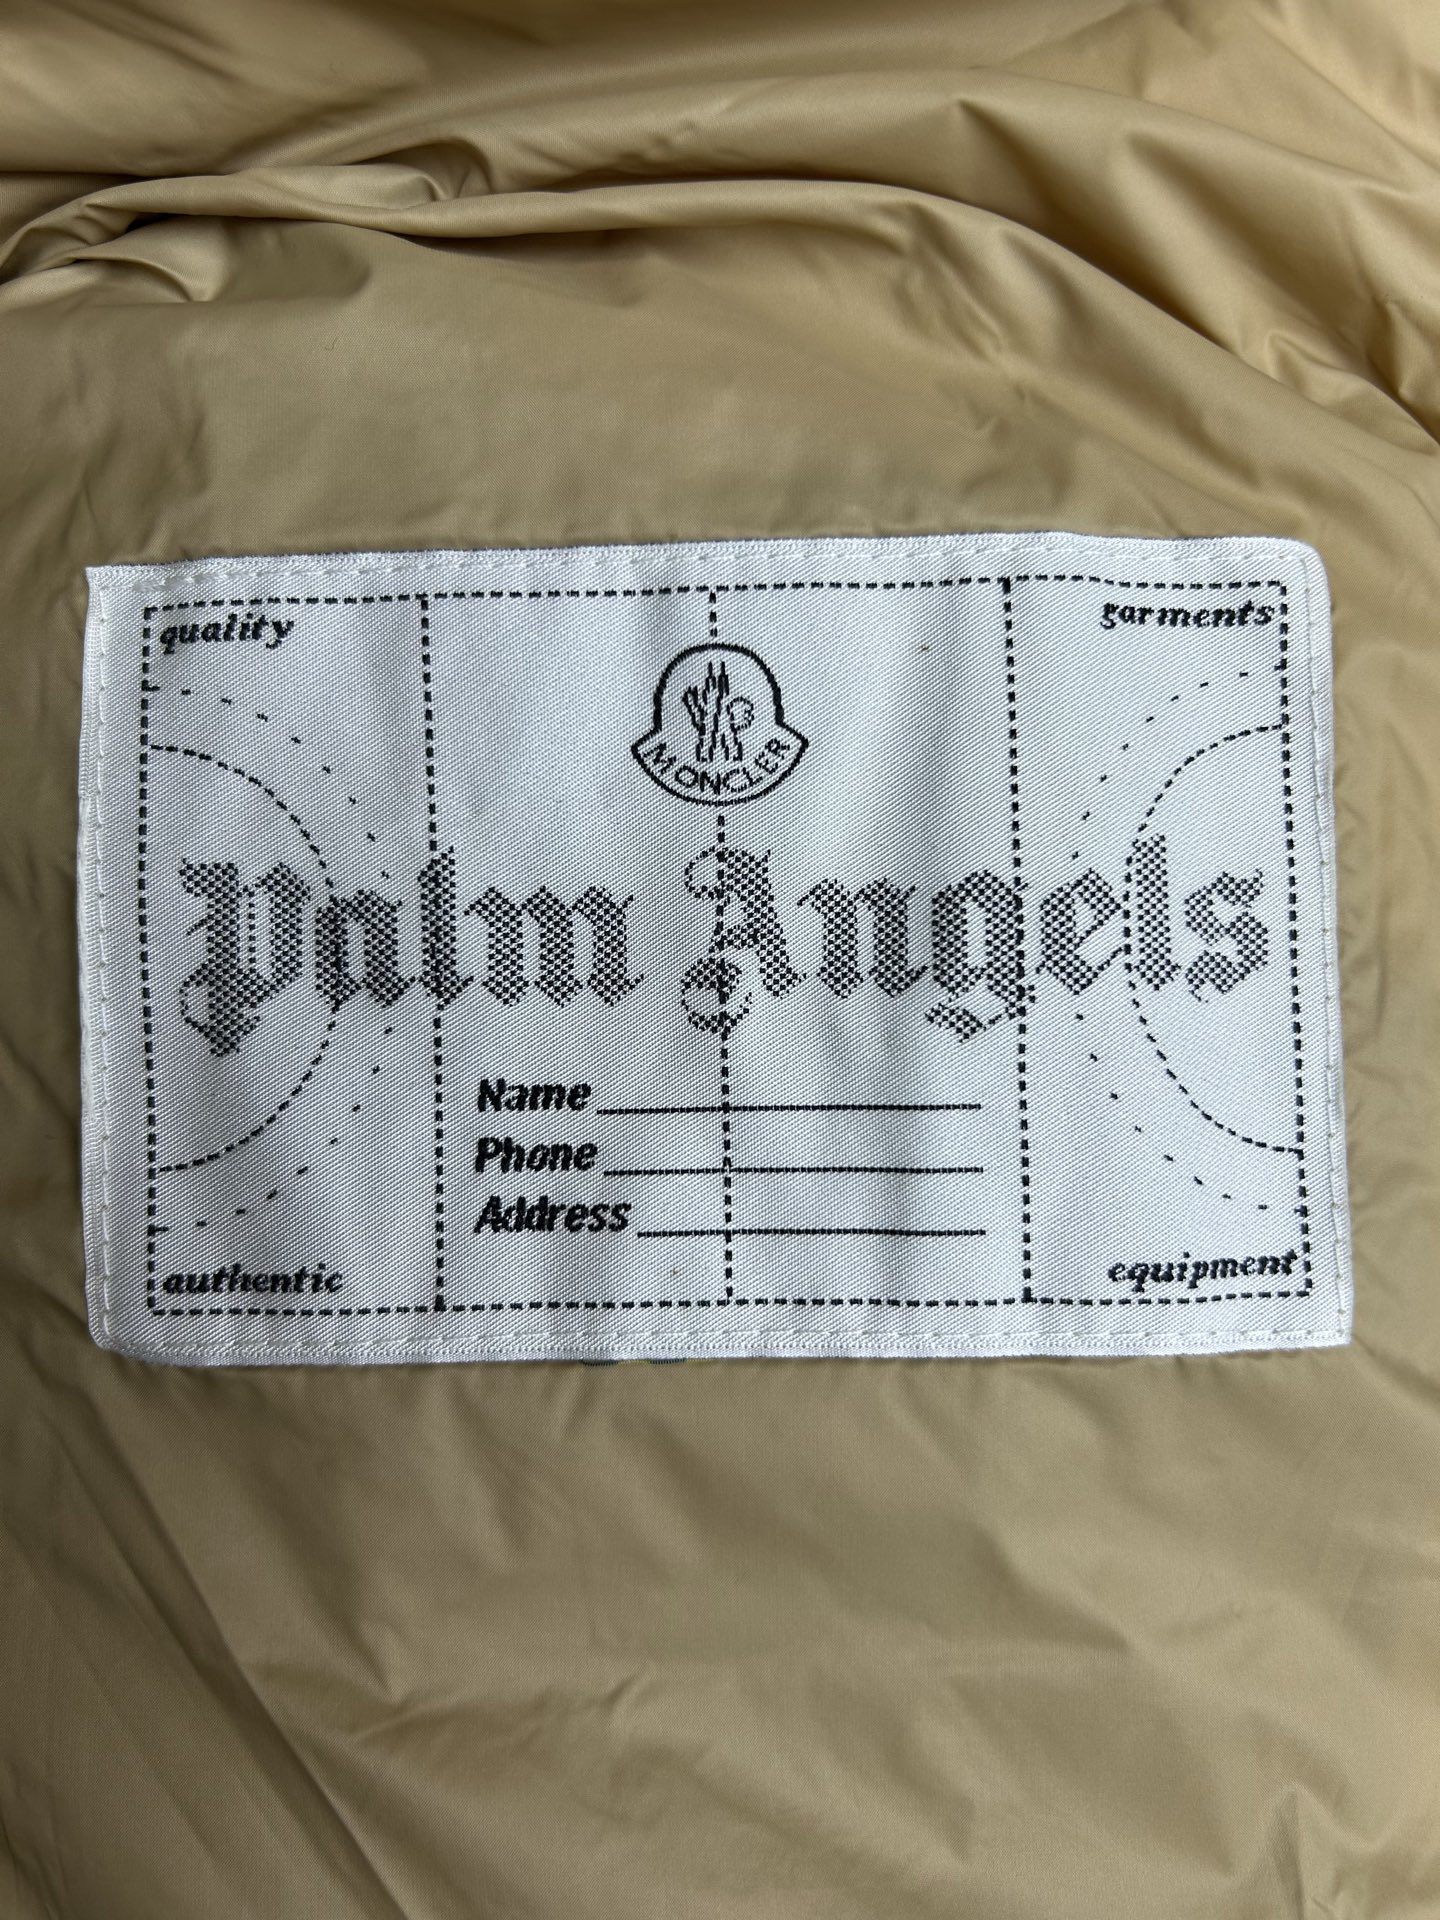 quality
garments
MONCLER
Palm Angels
Name
Phone
Address
authentic
equipment